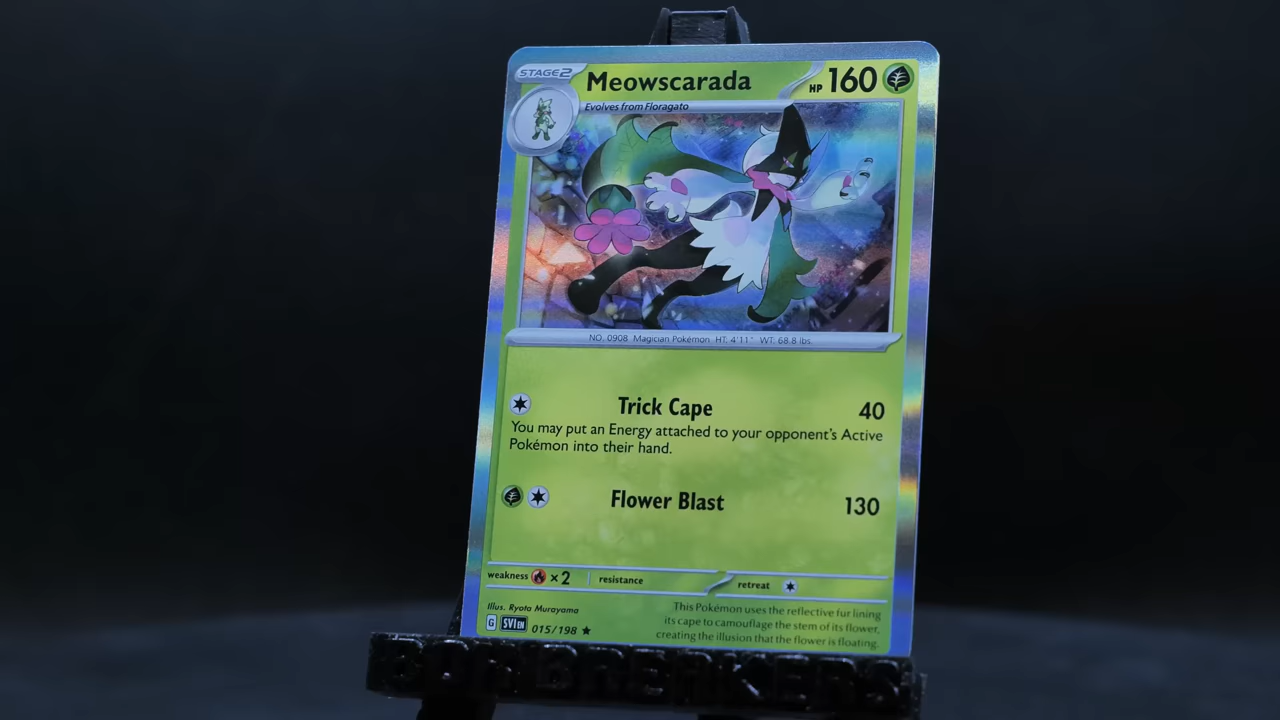 STAGE2
Meowscarada
HP 160
Evolves from Floragato
NO. 0908 Magician Pokémon HT: 4'11" WT: 68.8 lbs.
Trick Cape 40
You may put an Energy attached to your opponent's Active
Pokémon into their hand.
Flower Blast 130
weakness ×2 resistance retreat
Illus. Ryota Murayama
G SVI EN 015/198 ★
This Pokémon uses the reflective fur lining
its cape to camouflage the stem of its flower,
creating the illusion that the flower is floating.
BOXBREAKERS